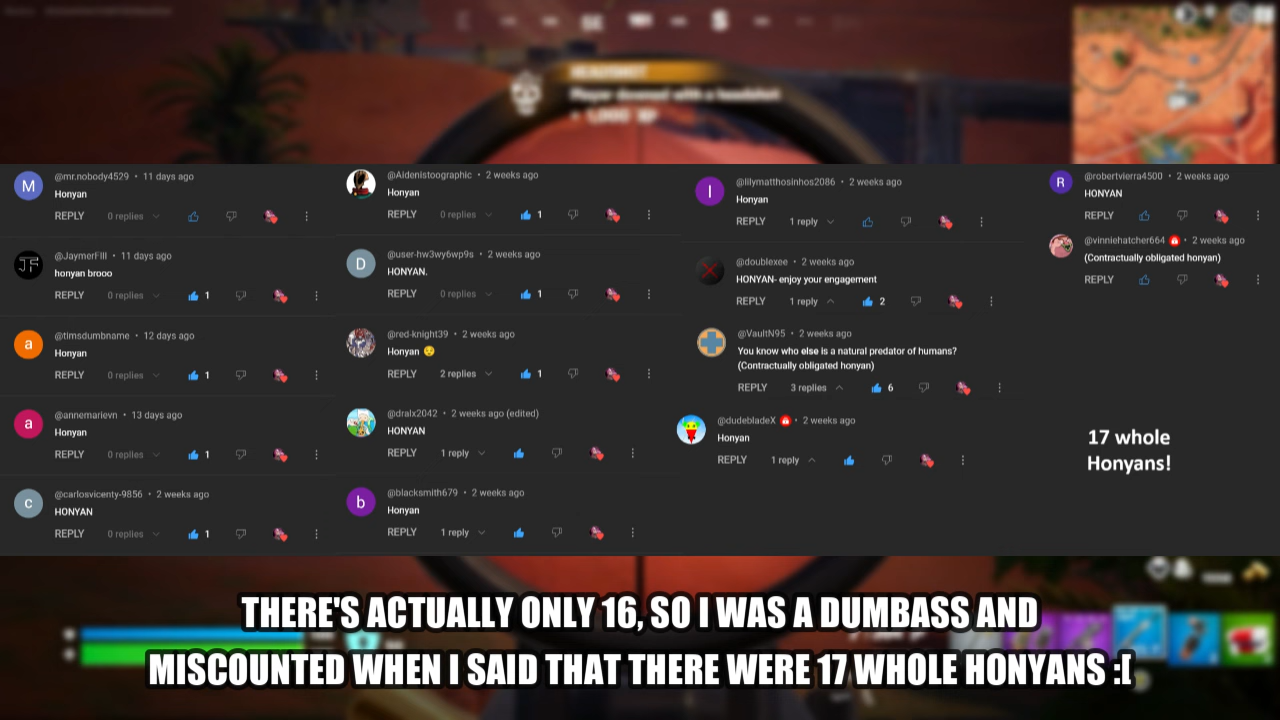 S
HEADSHOT
Player downed with a headshot
M
@mr.nobody4529 • 11 days ago
Honyan
REPLY 0 replies
JF
@JaymerFIII • 11 days ago
honyan brooo
REPLY 0 replies 1
a
@timsdumbname • 12 days ago
Honyan
REPLY 0 replies 1
a
@annemarievn • 13 days ago
Honyan
REPLY 0 replies 1
c
@carlosvicenty-9856 • 2 weeks ago
HONYAN
REPLY 0 replies 1
@Aidenistoographic • 2 weeks ago
Honyan
REPLY 0 replies 1
D
@user-hw3wy6wp9s • 2 weeks ago
HONYAN.
REPLY 0 replies 1
@red-knight39 • 2 weeks ago
Honyan 😔
REPLY 2 replies 1
@dralx2042 • 2 weeks ago (edited)
HONYAN
REPLY 1 reply
b
@blacksmith679 • 2 weeks ago
Honyan
REPLY 1 reply
l
@lilymatthosinhos2086 • 2 weeks ago
Honyan
REPLY 1 reply
@doublexee • 2 weeks ago
HONYAN- enjoy your engagement
REPLY 1 reply 2
@VaultN95 • 2 weeks ago
You know who else is a natural predator of humans?
(Contractually obligated honyan)
REPLY 3 replies 6
@dudebladeX • 2 weeks ago
Honyan
REPLY 1 reply
R
@robertvierra4500 • 2 weeks ago
HONYAN
REPLY
@vinniehatcher664 • 2 weeks ago
(Contractually obligated honyan)
REPLY
17 whole
Honyans!
THERE'S ACTUALLY ONLY 16, SO I WAS A DUMBASS AND
MISCOUNTED WHEN I SAID THAT THERE WERE 17 WHOLE HONYANS :[